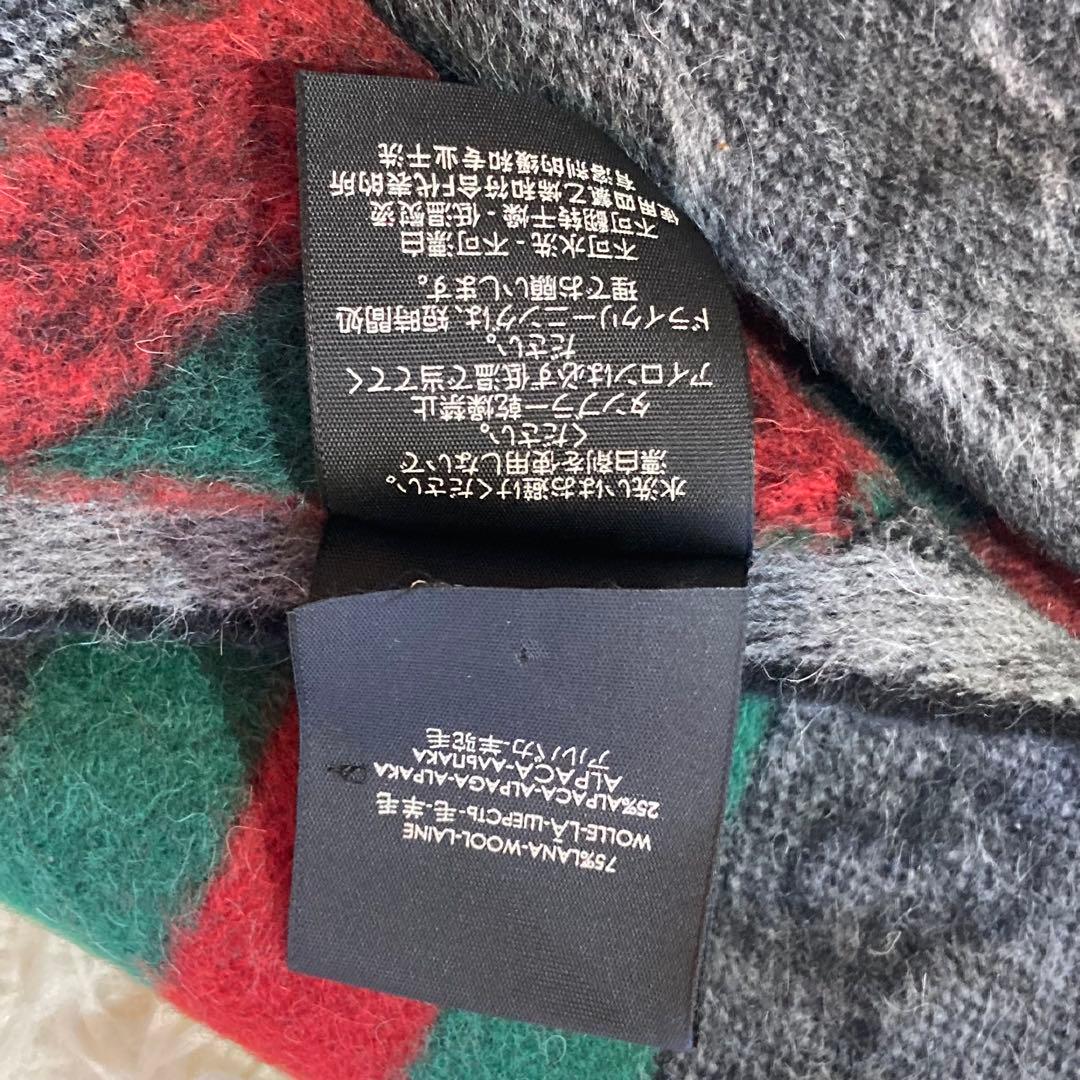 75%LANA-WOOL-LAINE
WOLLE-LÃ-ШЕРСТЬ-毛-羊毛
25%ALPACA-ALPAGA-ALPAKA
ALPACA-АЛЬПАКА
アルパカ-羊驼毛
水洗いはお避けください。
漂白剤を使用しないで
ください。
タンブラー乾燥禁止
アイロンは必ず低温で当ててく
ださい。
ドライクリーニングは、短時間処
理でお願いします。
不可水洗 - 不可漂白
不可翻转干燥 - 低温熨烫
使用四氯乙烯和符合F代表的所
有溶剂的缓和专业干洗